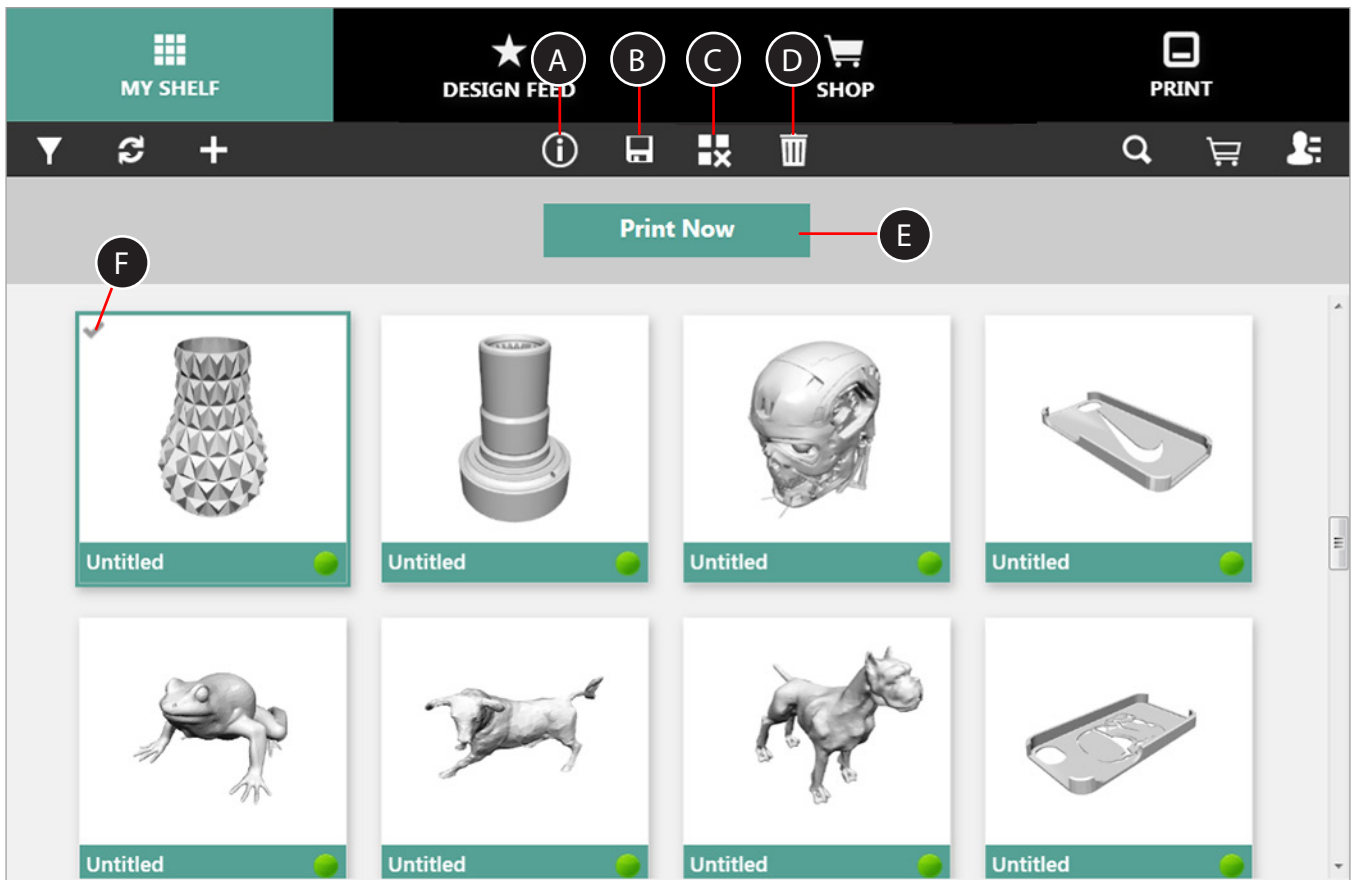 A B C D
MY SHELF DESIGN FEED SHOP PRINT
Print Now E
F
Untitled Untitled Untitled Untitled
Untitled Untitled Untitled Untitled